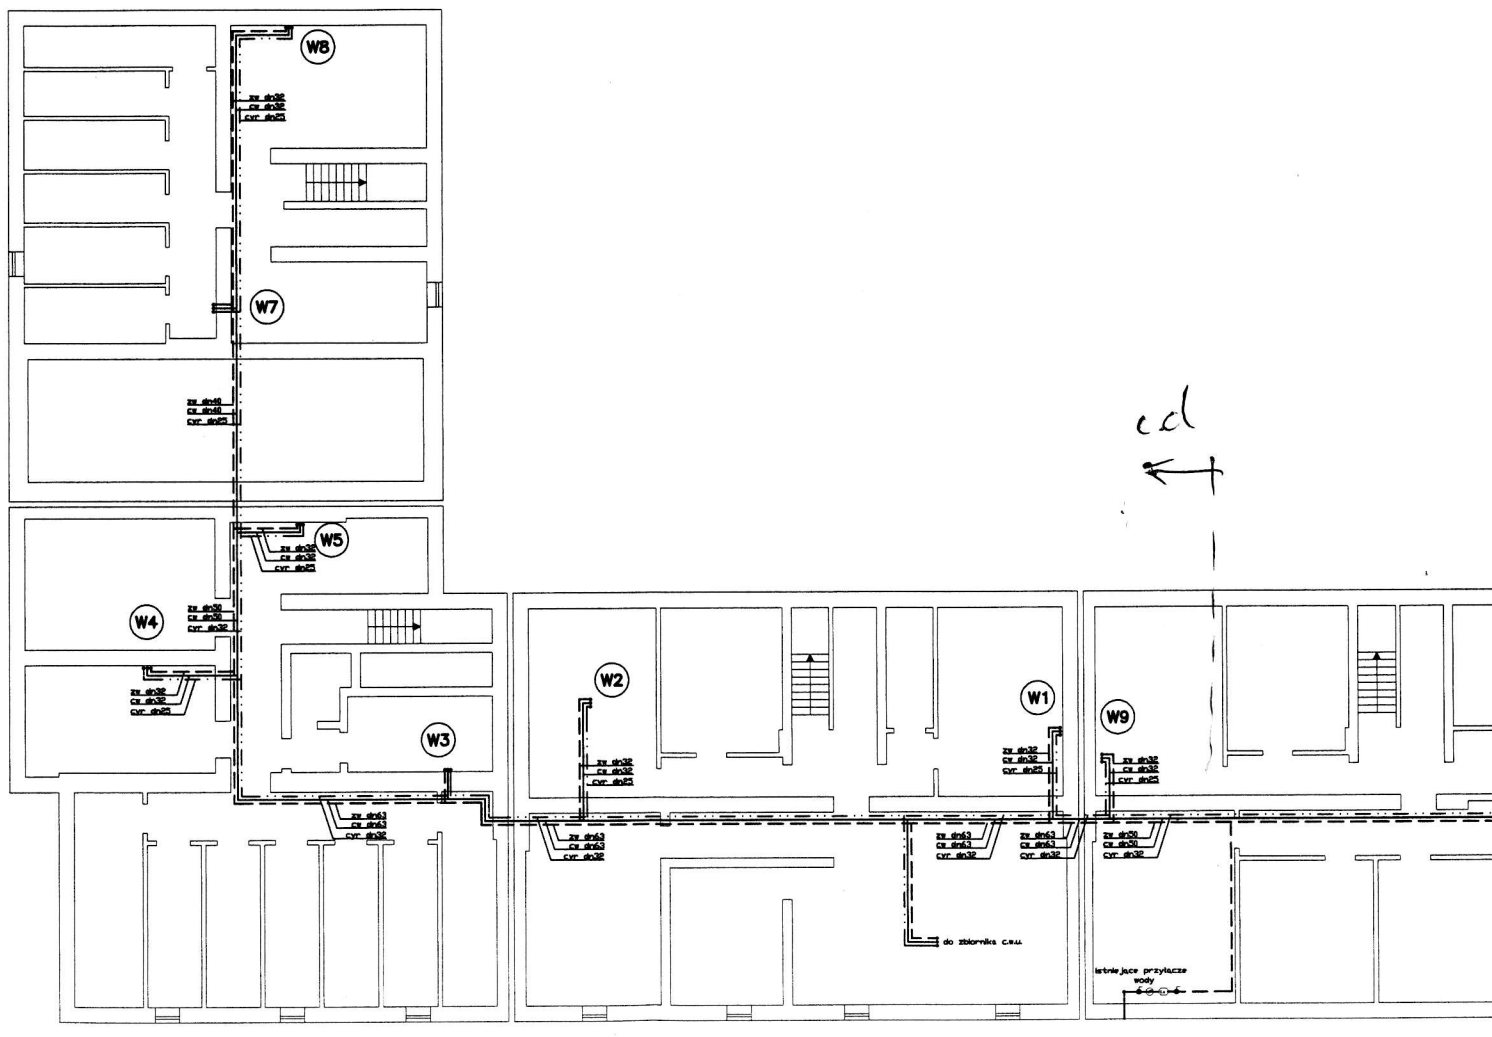 W8
zw dn32
cw dn32
cyr dn25
W7
zw dn40
cw dn40
cyr dn25
cd
W5
zw dn32
cw dn32
cyr dn25
W4
zw dn50
cw dn50
cyr dn32
zw dn32
cw dn32
cyr dn25
W3
W2
W1
W9
zw dn32
cw dn32
cyr dn25
zw dn32
cw dn32
cyr dn25
zw dn32
cw dn32
cyr dn25
zw dn63
cw dn63
cyr dn32
zw dn63
cw dn63
cyr dn32
zw dn63
cw dn63
cyr dn32
zw dn63
cw dn63
cyr dn32
zw dn50
cw dn50
cyr dn32
do zbiornika c.w.u.
istniejące przyłącze
wody